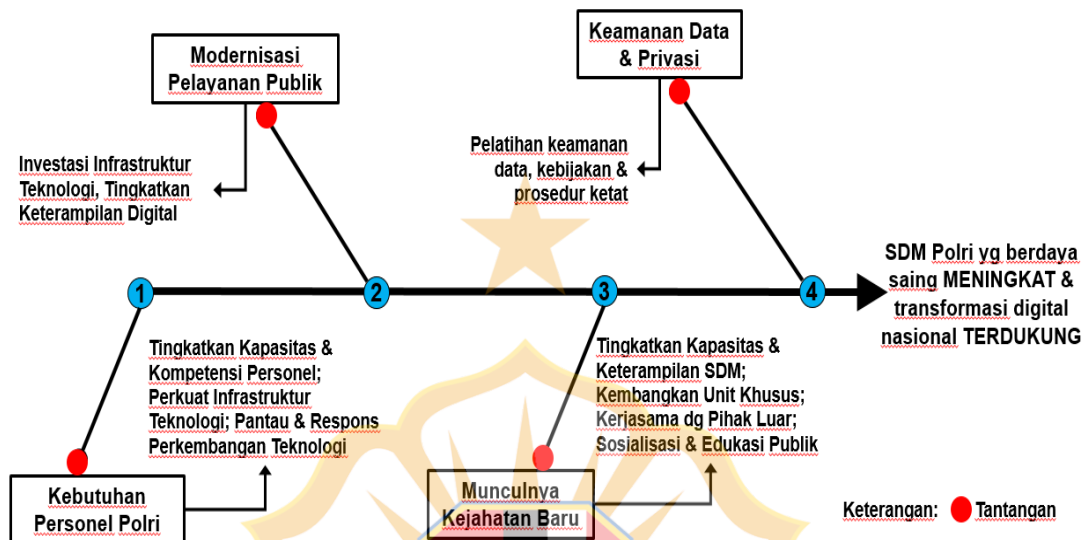 Modernisasi
Pelayanan Publik
Keamanan Data
& Privasi
Investasi Infrastruktur
Teknologi, Tingkatkan
Keterampilan Digital
Pelatihan keamanan
data, kebijakan &
prosedur ketat
1
2
3
4
SDM Polri yg berdaya
saing MENINGKAT &
transformasi digital
nasional TERDUKUNG
Tingkatkan Kapasitas &
Kompetensi Personel;
Perkuat Infrastruktur
Teknologi; Pantau & Respons
Perkembangan Teknologi
Tingkatkan Kapasitas &
Keterampilan SDM;
Kembangkan Unit Khusus;
Kerjasama dg Pihak Luar;
Sosialisasi & Edukasi Publik
Kebutuhan
Personel Polri
Munculnya
Kejahatan Baru
Keterangan: Tantangan